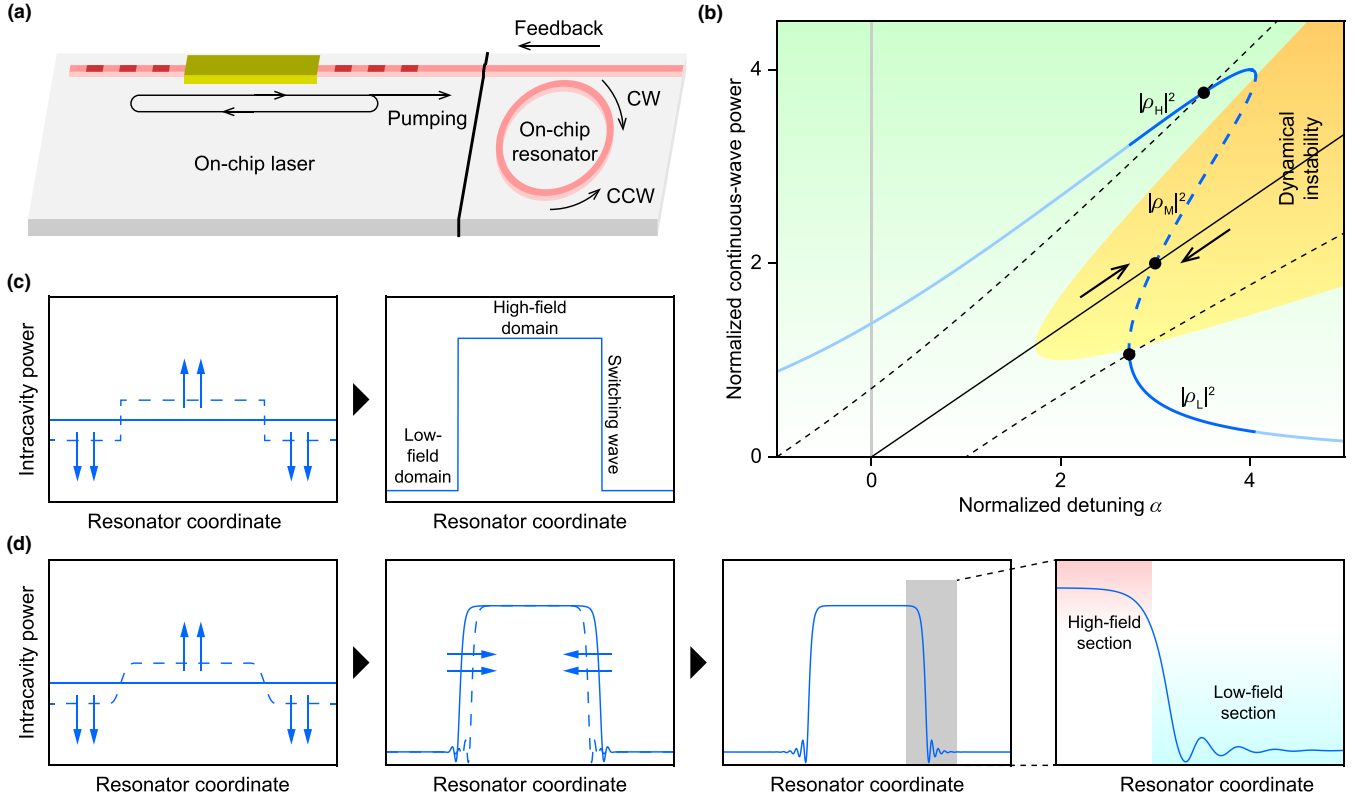 (a)
Feedback
CW
Pumping
On-chip
resonator
On-chip laser
CCW
(b)
Normalized continuous-wave power
4
2
0
|ρ_H|²
|ρ_M|²
|ρ_L|²
Dynamical
instability
0
2
4
Normalized detuning α
(c)
Intracavity power
Resonator coordinate
High-field
domain
Low-
field
domain
Switching wave
Resonator coordinate
(d)
Intracavity power
Resonator coordinate
Resonator coordinate
Resonator coordinate
High-field
section
Low-field
section
Resonator coordinate